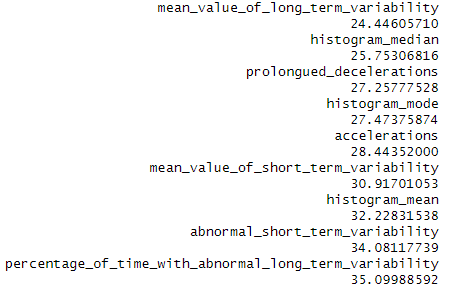 mean_value_of_long_term_variability
24.44605710
histogram_median
25.75306816
prolongued_decelerations
27.25777528
histogram_mode
27.47375874
accelerations
28.44352000
mean_value_of_short_term_variability
30.91701053
histogram_mean
32.22831538
abnormal_short_term_variability
34.08117739
percentage_of_time_with_abnormal_long_term_variability
35.09988592